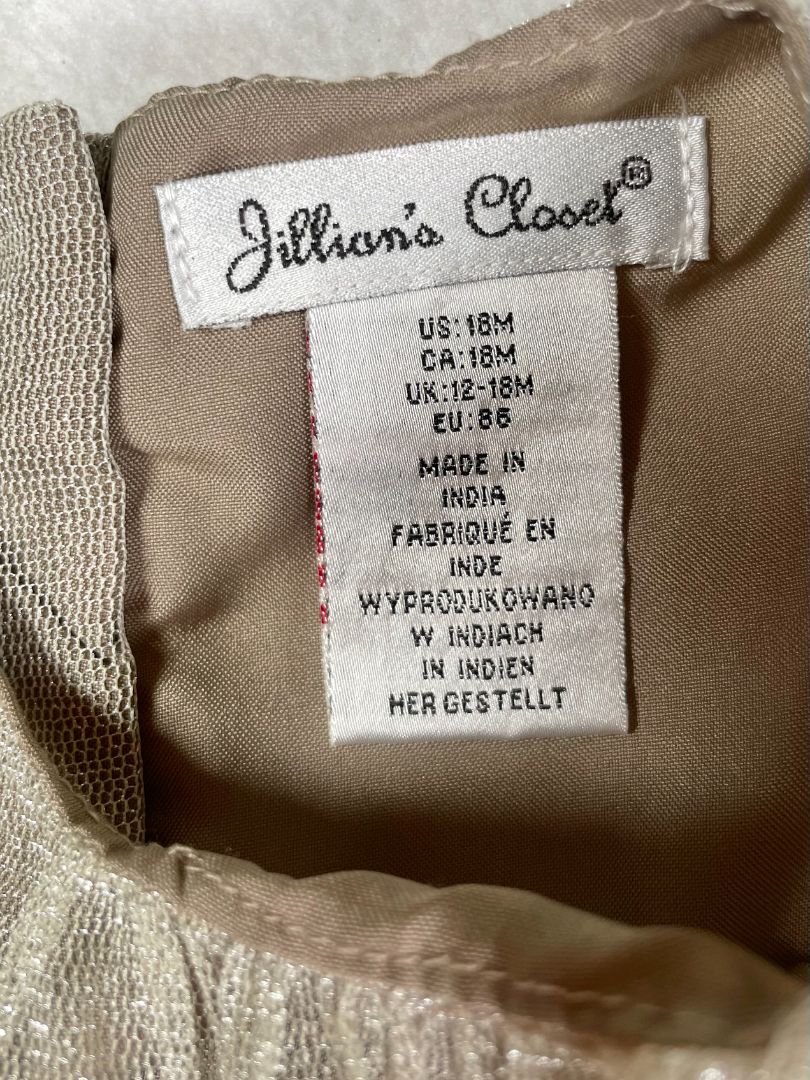 Jillian's Closet®
US: 18M
CA: 18M
UK: 12-18M
EU: 86
MADE IN
INDIA
FABRIQUÉ EN
INDE
WYPRODUKOWANO
W INDIACH
IN INDIEN
HERGESTELLT